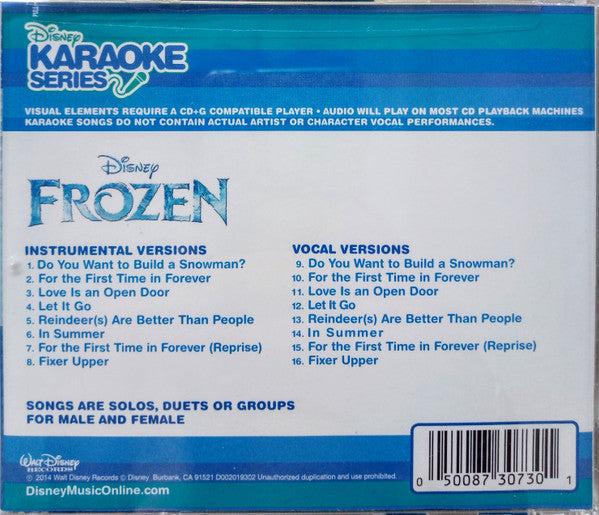 Disney
KARAOKE
SERIES
VISUAL ELEMENTS REQUIRE A CD+G COMPATIBLE PLAYER • AUDIO WILL PLAY ON MOST CD PLAYBACK MACHINES
KARAOKE SONGS DO NOT CONTAIN ACTUAL ARTIST OR CHARACTER VOCAL PERFORMANCES.
Disney
FROZEN
INSTRUMENTAL VERSIONS
1. Do You Want to Build a Snowman?
2. For the First Time in Forever
3. Love Is an Open Door
4. Let It Go
5. Reindeer(s) Are Better Than People
6. In Summer
7. For the First Time in Forever (Reprise)
8. Fixer Upper
VOCAL VERSIONS
9. Do You Want to Build a Snowman?
10. For the First Time in Forever
11. Love Is an Open Door
12. Let It Go
13. Reindeer(s) Are Better Than People
14. In Summer
15. For the First Time in Forever (Reprise)
16. Fixer Upper
SONGS ARE SOLOS, DUETS OR GROUPS
FOR MALE AND FEMALE
Walt Disney
RECORDS
℗ 2014 Walt Disney Records © Disney. Burbank, CA 91521 D002019302 Unauthorized duplication and use prohibited.
DisneyMusicOnline.com
0 50087 30730 1